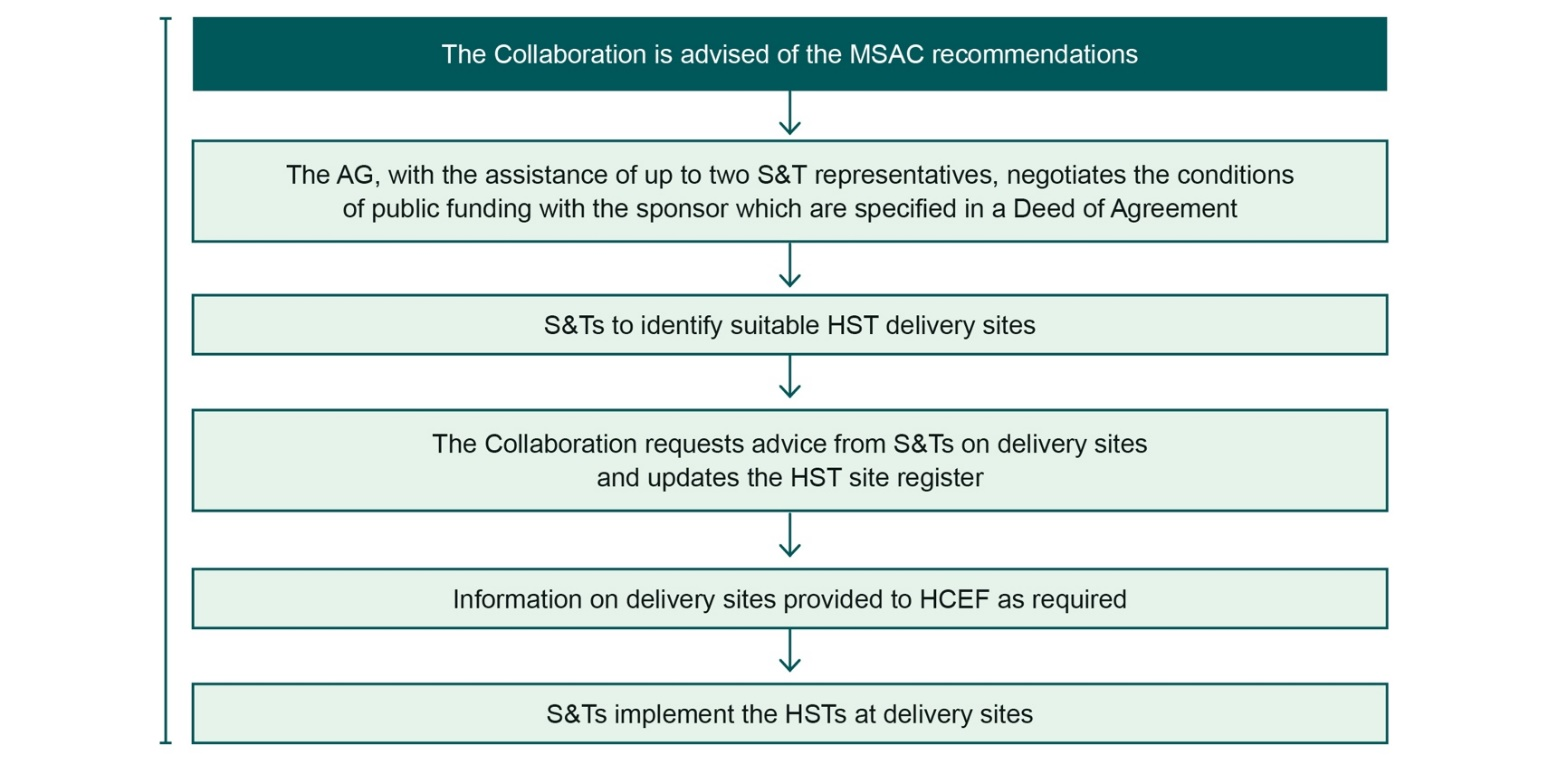 The Collaboration is advised of the MSAC recommendations
The AG, with the assistance of up to two S&T representatives, negotiates the conditions
of public funding with the sponsor which are specified in a Deed of Agreement
S&Ts to identify suitable HST delivery sites
The Collaboration requests advice from S&Ts on delivery sites
and updates the HST site register
Information on delivery sites provided to HCEF as required
S&Ts implement the HSTs at delivery sites